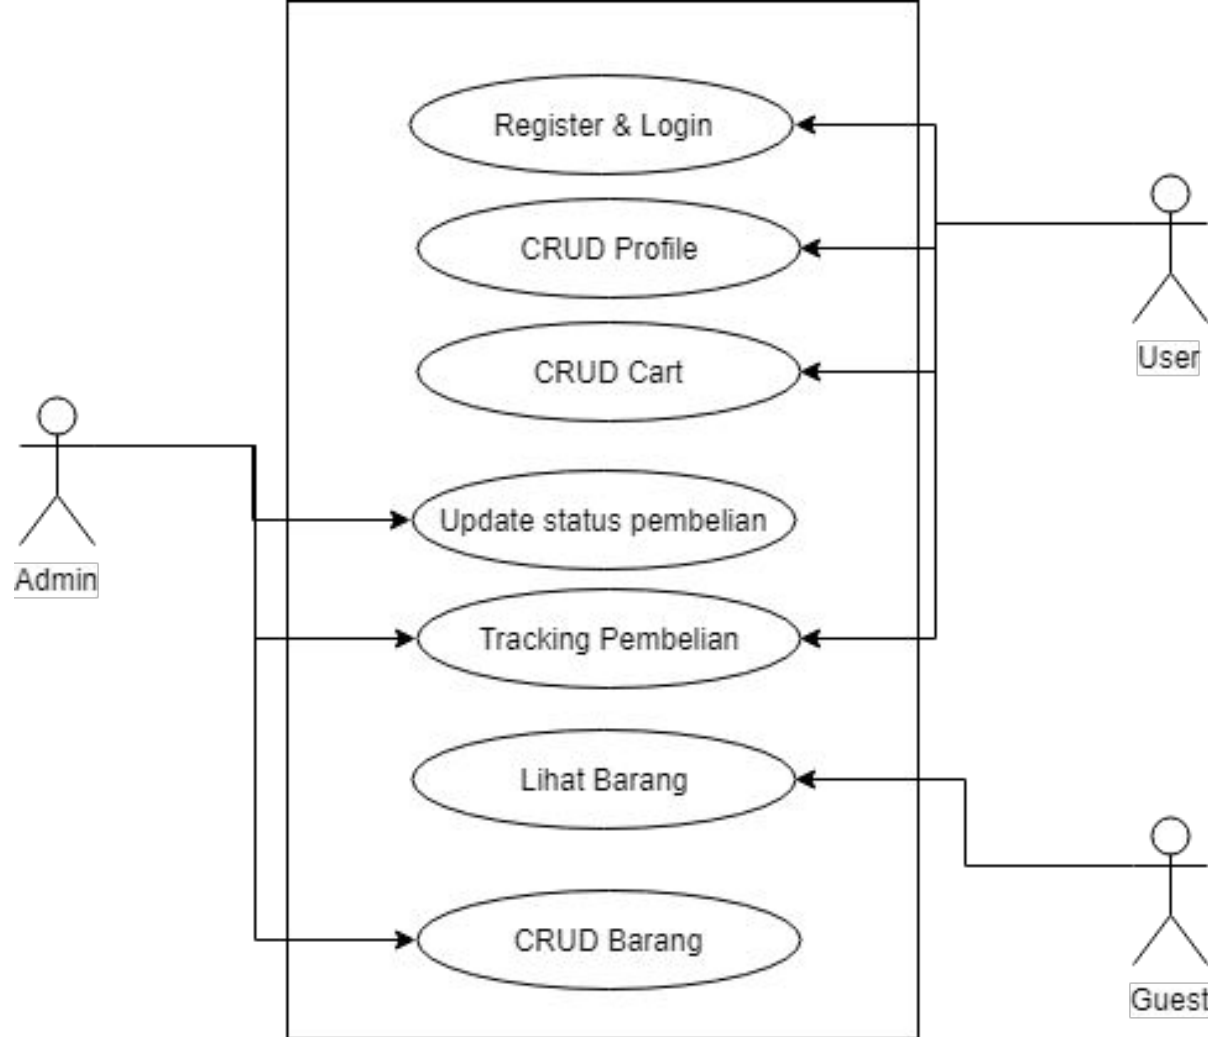 Register & Login
CRUD Profile
CRUD Cart
User
Update status pembelian
Admin
Tracking Pembelian
Lihat Barang
CRUD Barang
Guest